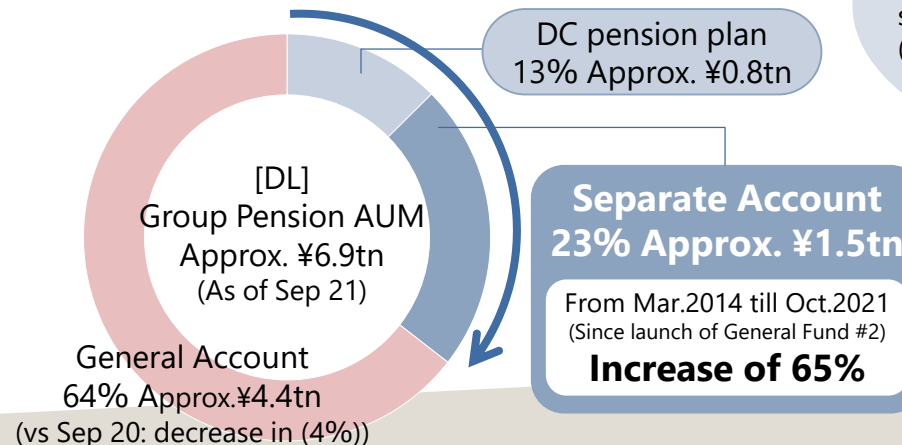 DC pension plan
13% Approx. ¥0.8tn
[DL]
Group Pension AUM
Approx. ¥6.9tn
(As of Sep 21)
Separate Account
23% Approx. ¥1.5tn
From Mar.2014 till Oct.2021
(Since launch of General Fund #2)
Increase of 65%
General Account
64% Approx.¥4.4tn
(vs Sep 20: decrease in (4%))